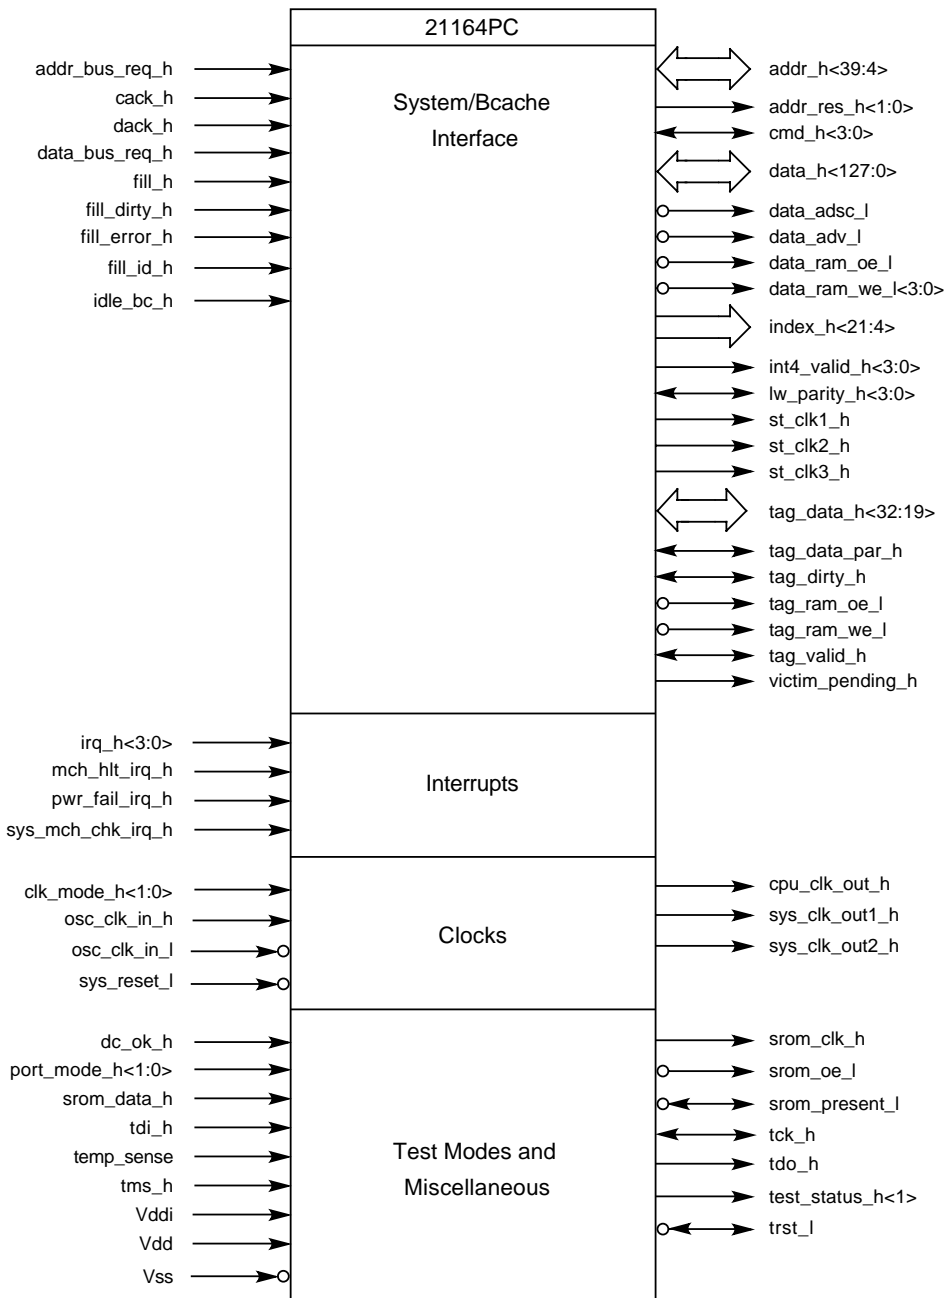 21164PC
System/Bcache
Interface
addr_bus_req_h
cack_h
dack_h
data_bus_req_h
fill_h
fill_dirty_h
fill_error_h
fill_id_h
idle_bc_h
addr_h<39:4>
addr_res_h<1:0>
cmd_h<3:0>
data_h<127:0>
data_adsc_l
data_adv_l
data_ram_oe_l
data_ram_we_l<3:0>
index_h<21:4>
int4_valid_h<3:0>
lw_parity_h<3:0>
st_clk1_h
st_clk2_h
st_clk3_h
tag_data_h<32:19>
tag_data_par_h
tag_dirty_h
tag_ram_oe_l
tag_ram_we_l
tag_valid_h
victim_pending_h
irq_h<3:0>
mch_hlt_irq_h
pwr_fail_irq_h
sys_mch_chk_irq_h
Interrupts
clk_mode_h<1:0>
osc_clk_in_h
osc_clk_in_l
sys_reset_l
Clocks
cpu_clk_out_h
sys_clk_out1_h
sys_clk_out2_h
dc_ok_h
port_mode_h<1:0>
srom_data_h
tdi_h
temp_sense
tms_h
Vddi
Vdd
Vss
Test Modes and
Miscellaneous
srom_clk_h
srom_oe_l
srom_present_l
tck_h
tdo_h
test_status_h<1>
trst_l